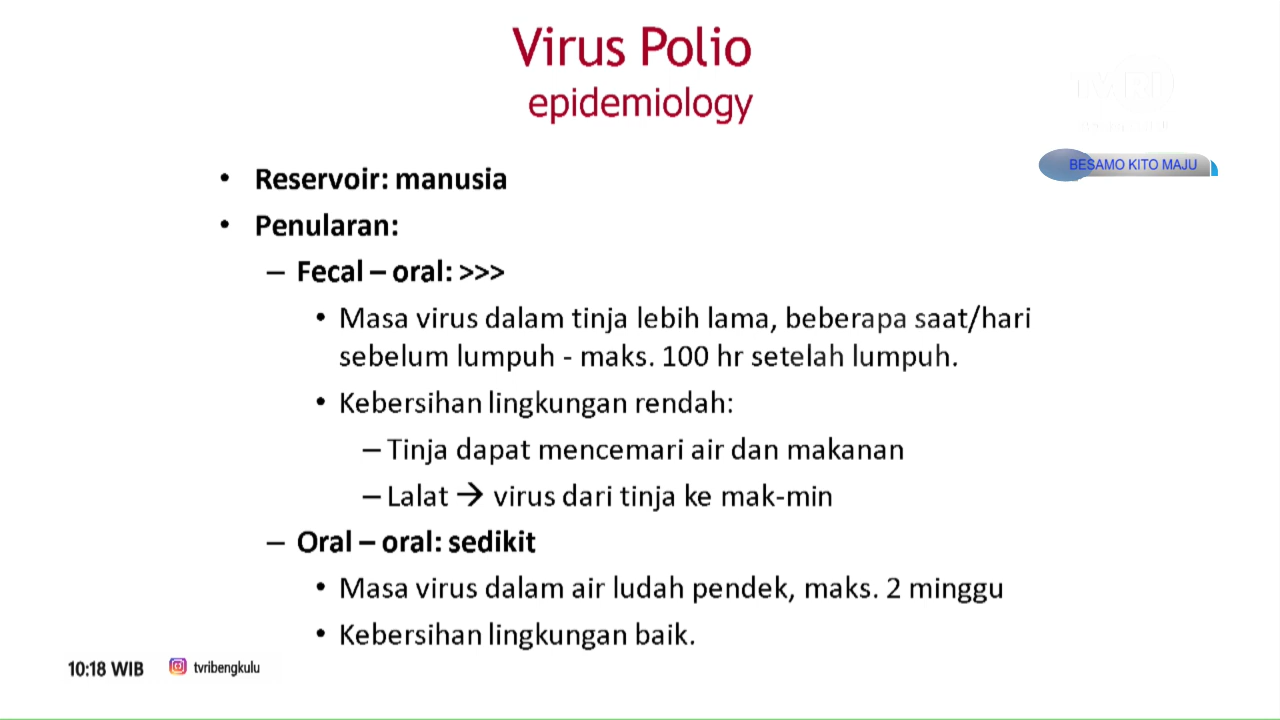 Virus Polio
epidemiology
BESAMO KITO MAJU
• Reservoir: manusia
• Penularan:
– Fecal – oral: >>>
• Masa virus dalam tinja lebih lama, beberapa saat/hari
sebelum lumpuh - maks. 100 hr setelah lumpuh.
• Kebersihan lingkungan rendah:
– Tinja dapat mencemari air dan makanan
– Lalat → virus dari tinja ke mak-min
– Oral – oral: sedikit
• Masa virus dalam air ludah pendek, maks. 2 minggu
• Kebersihan lingkungan baik.
10:18 WIB tvribengkulu